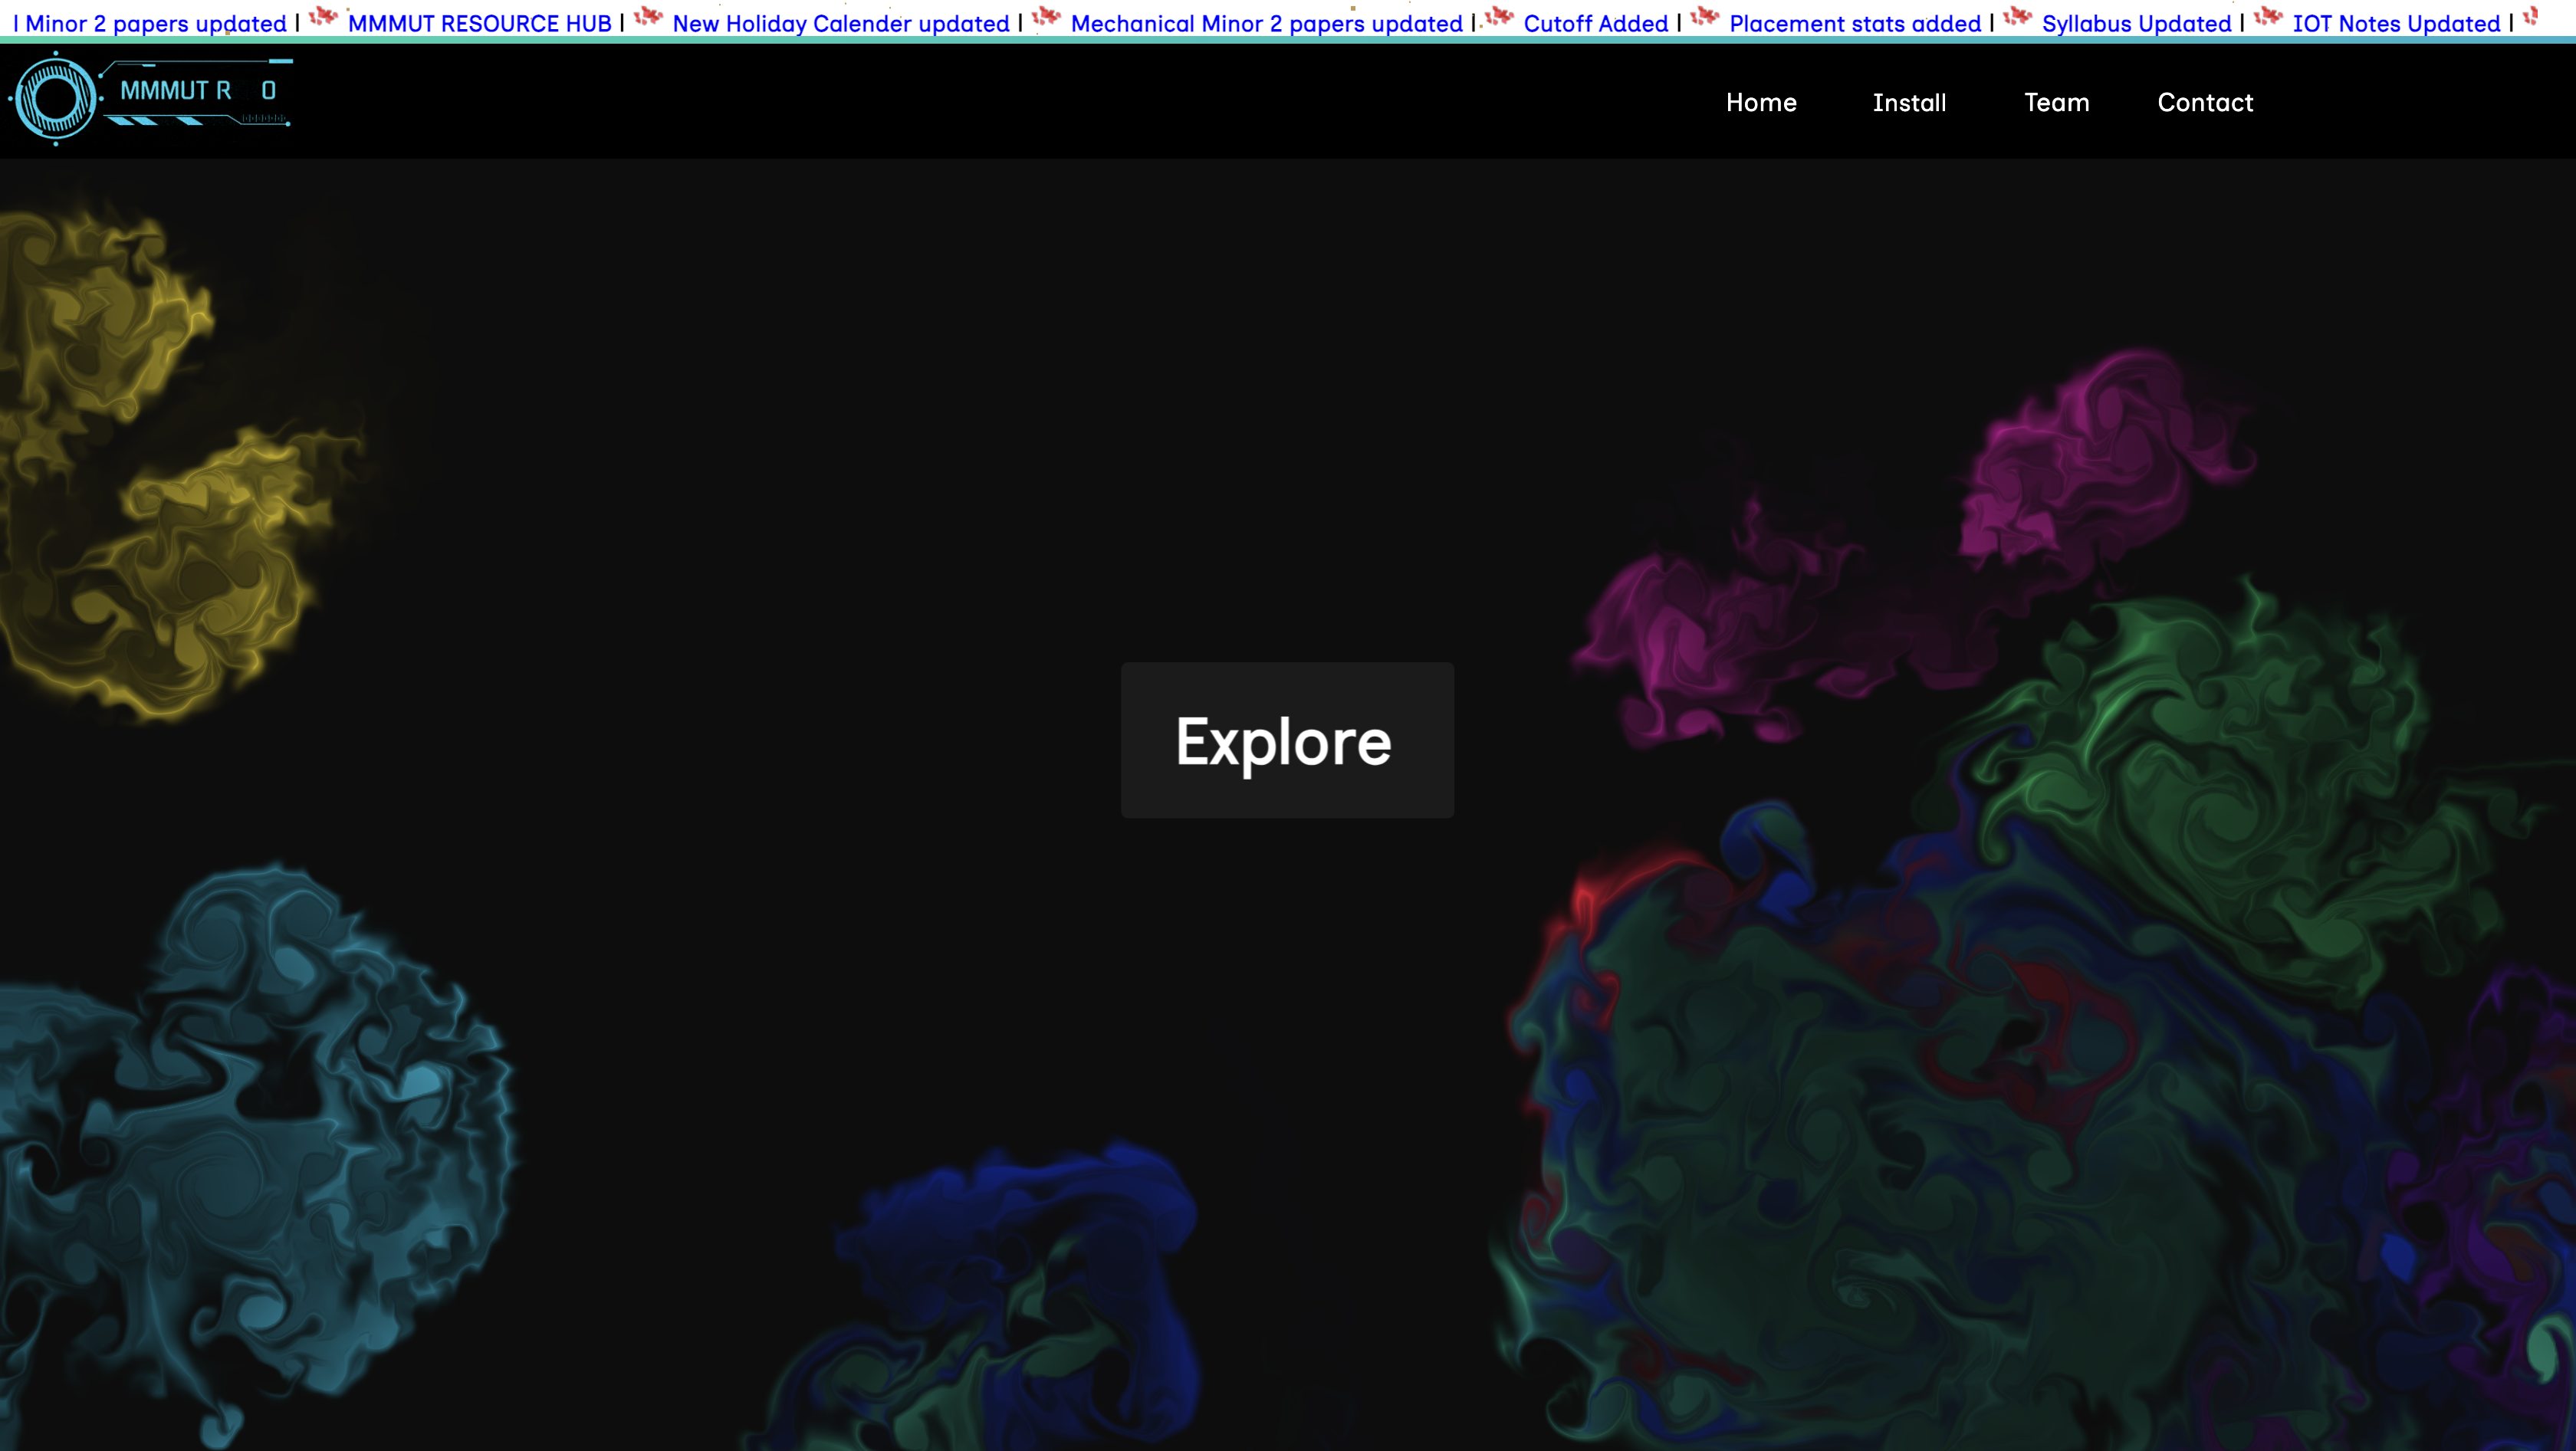 l Minor 2 papers updated | MMMUT RESOURCE HUB | New Holiday Calender updated | Mechanical Minor 2 papers updated | Cutoff Added | Placement stats added | Syllabus Updated | IOT Notes Updated |
MMMUT R O
Home Install Team Contact
Explore